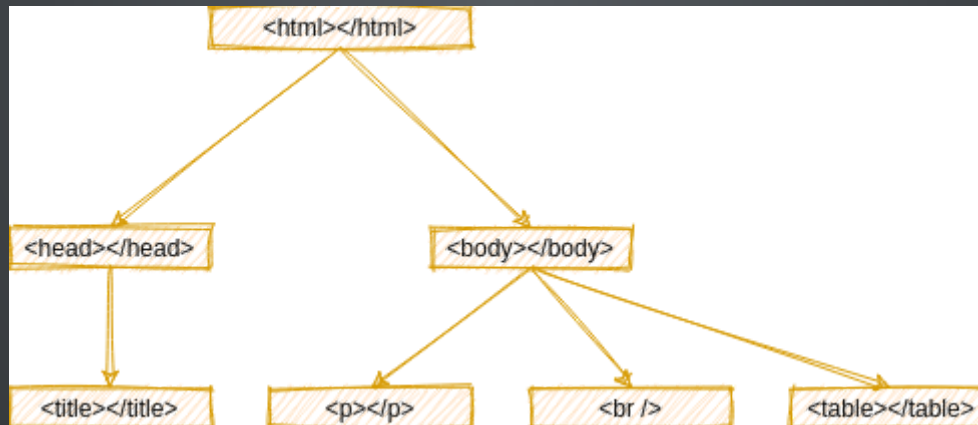 <html></html>
<head></head>
<body></body>
<title></title>
<p></p>
<br />
<table></table>